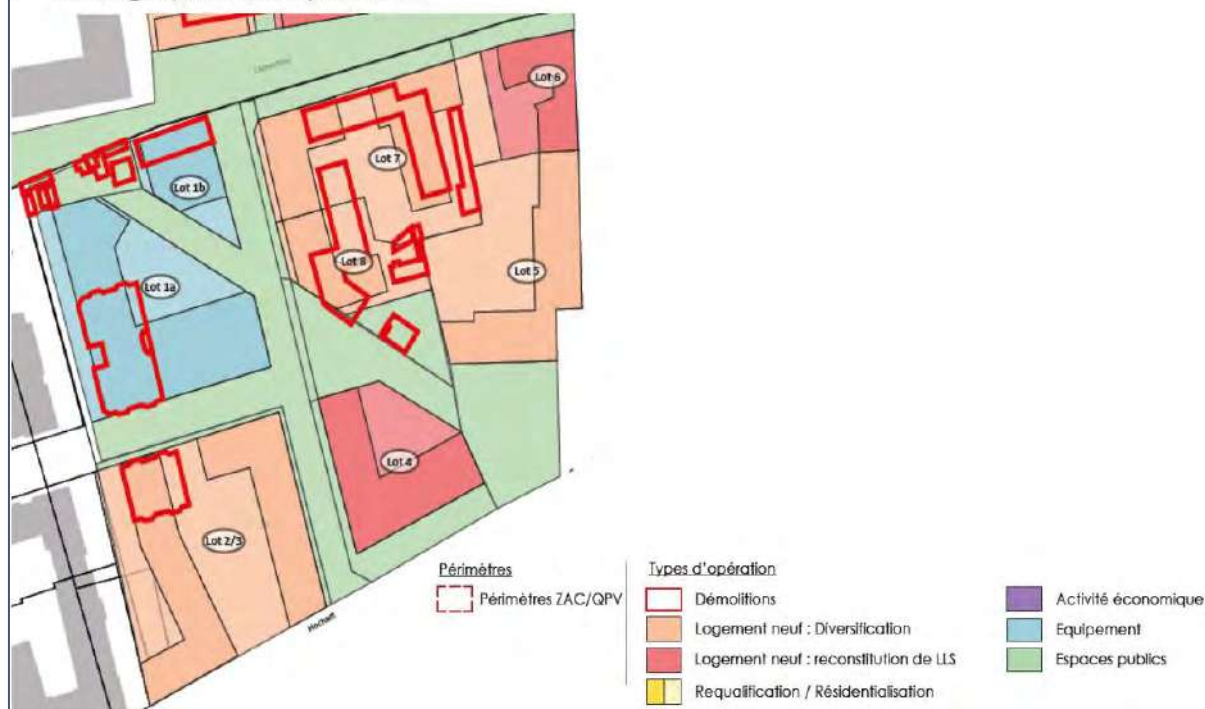 Lot 6
Lot 7
Lot 1b
Lot 8
Lot 5
Lot 1a
Lot 4
Lot 2/3
Périmètres
Périmètres ZAC/QPV
Types d'opération
Démolitions
Logement neuf : Diversification
Logement neuf : reconstitution de LLS
Requalification / Résidentialisation
Activité économique
Equipement
Espaces publics